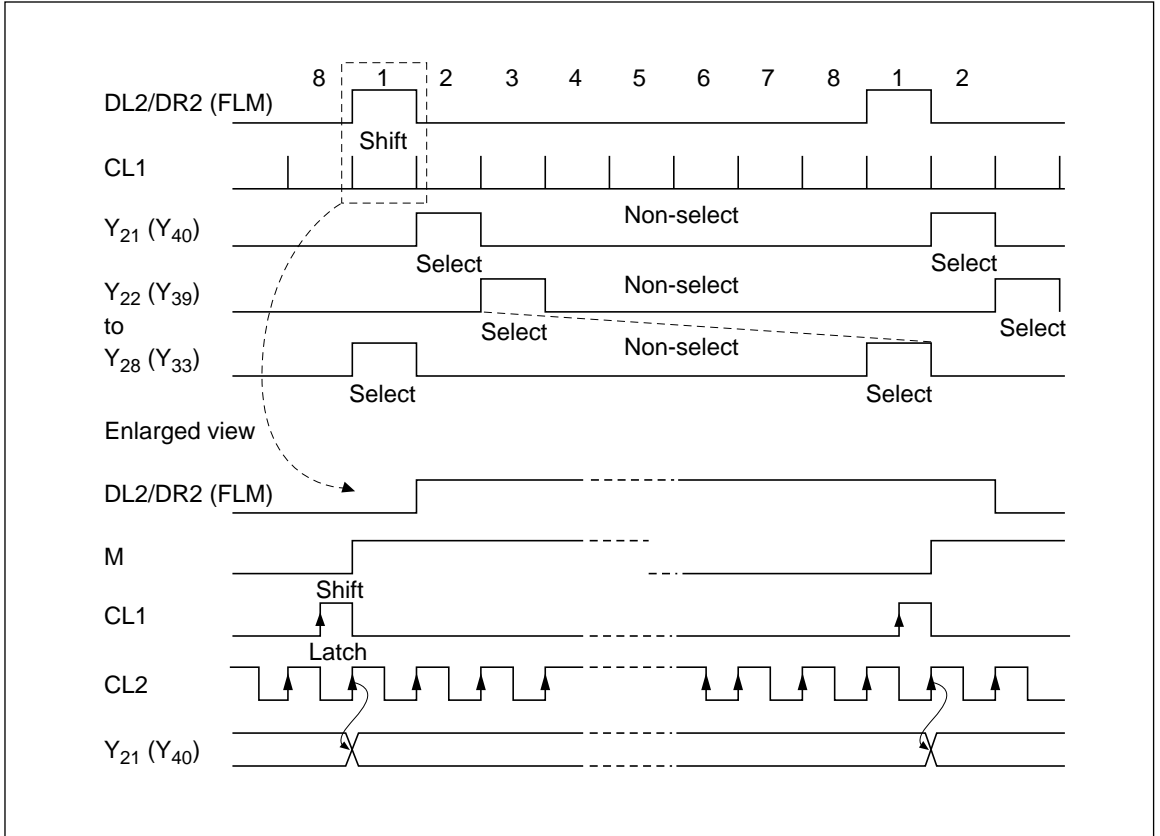 8 1 2 3 4 5 6 7 8 1 2
DL2/DR2 (FLM)
Shift
CL1
Non-select
Y21 (Y40)
Select Select
Y22 (Y39)
Non-select
to
Select Select
Y28 (Y33)
Non-select
Select Select
Enlarged view
DL2/DR2 (FLM)
M
Shift
CL1
Latch
CL2
Y21 (Y40)